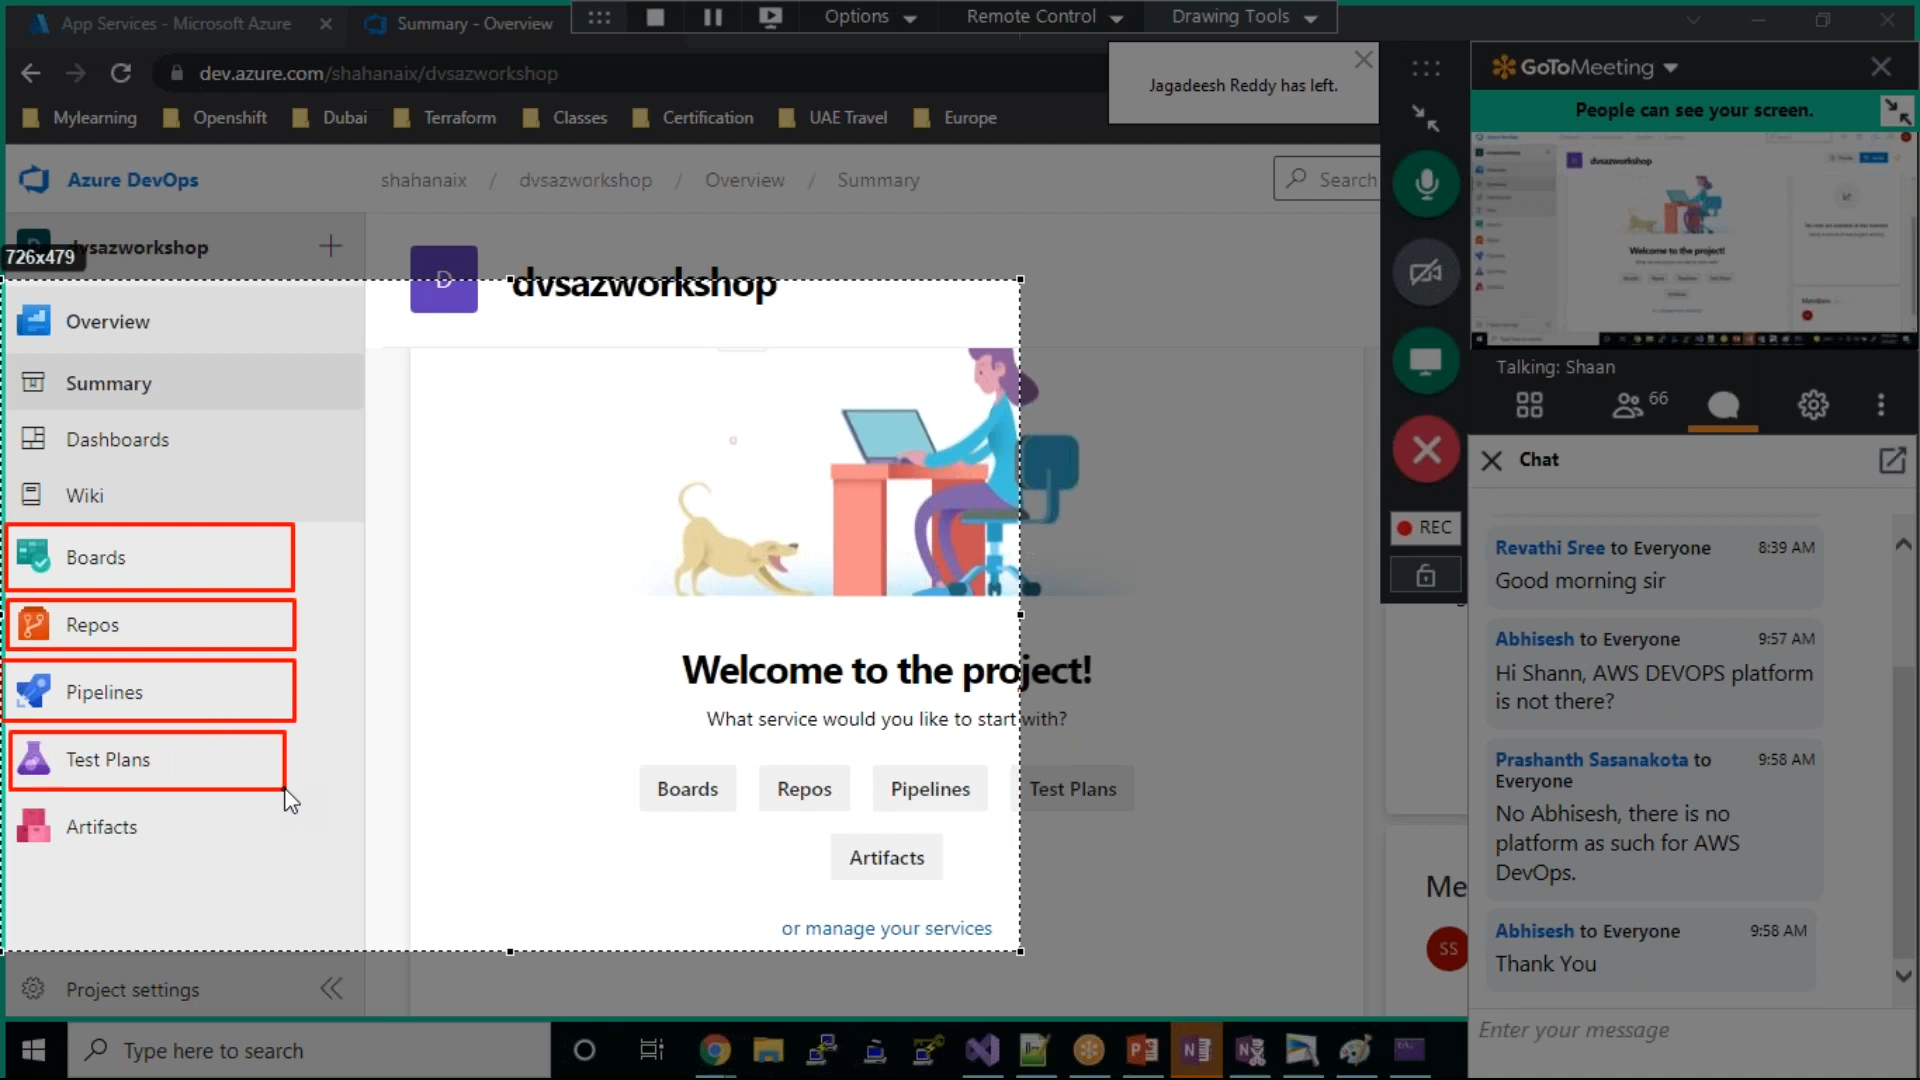 App Services - Microsoft Azure
Summary - Overview
Options
Remote Control
Drawing Tools
dev.azure.com/shahanaix/dvsazworkshop
Jagadeesh Reddy has left.
Mylearning
Openshift
Dubai
Terraform
Classes
Certification
UAE Travel
Europe
GoToMeeting
People can see your screen.
Azure DevOps
shahanaix / dvsazworkshop / Overview / Summary
Search
dvsazworkshop
726x479
D
dvsazworkshop
Overview
Summary
Dashboards
Wiki
Boards
Repos
Pipelines
Test Plans
Artifacts
Project settings
Welcome to the project!
What service would you like to start with?
Boards
Repos
Pipelines
Test Plans
Artifacts
or manage your services
Me
SS
REC
dvsazworkshop
Welcome to the project!
Talking: Shaan
66
Chat
Revathi Sree to Everyone 8:39 AM
Good morning sir
Abhisesh to Everyone 9:57 AM
Hi Shann, AWS DEVOPS platform
is not there?
Prashanth Sasanakota to 9:58 AM
Everyone
No Abhisesh, there is no
platform as such for AWS
DevOps.
Abhisesh to Everyone 9:58 AM
Thank You
Enter your message
Type here to search